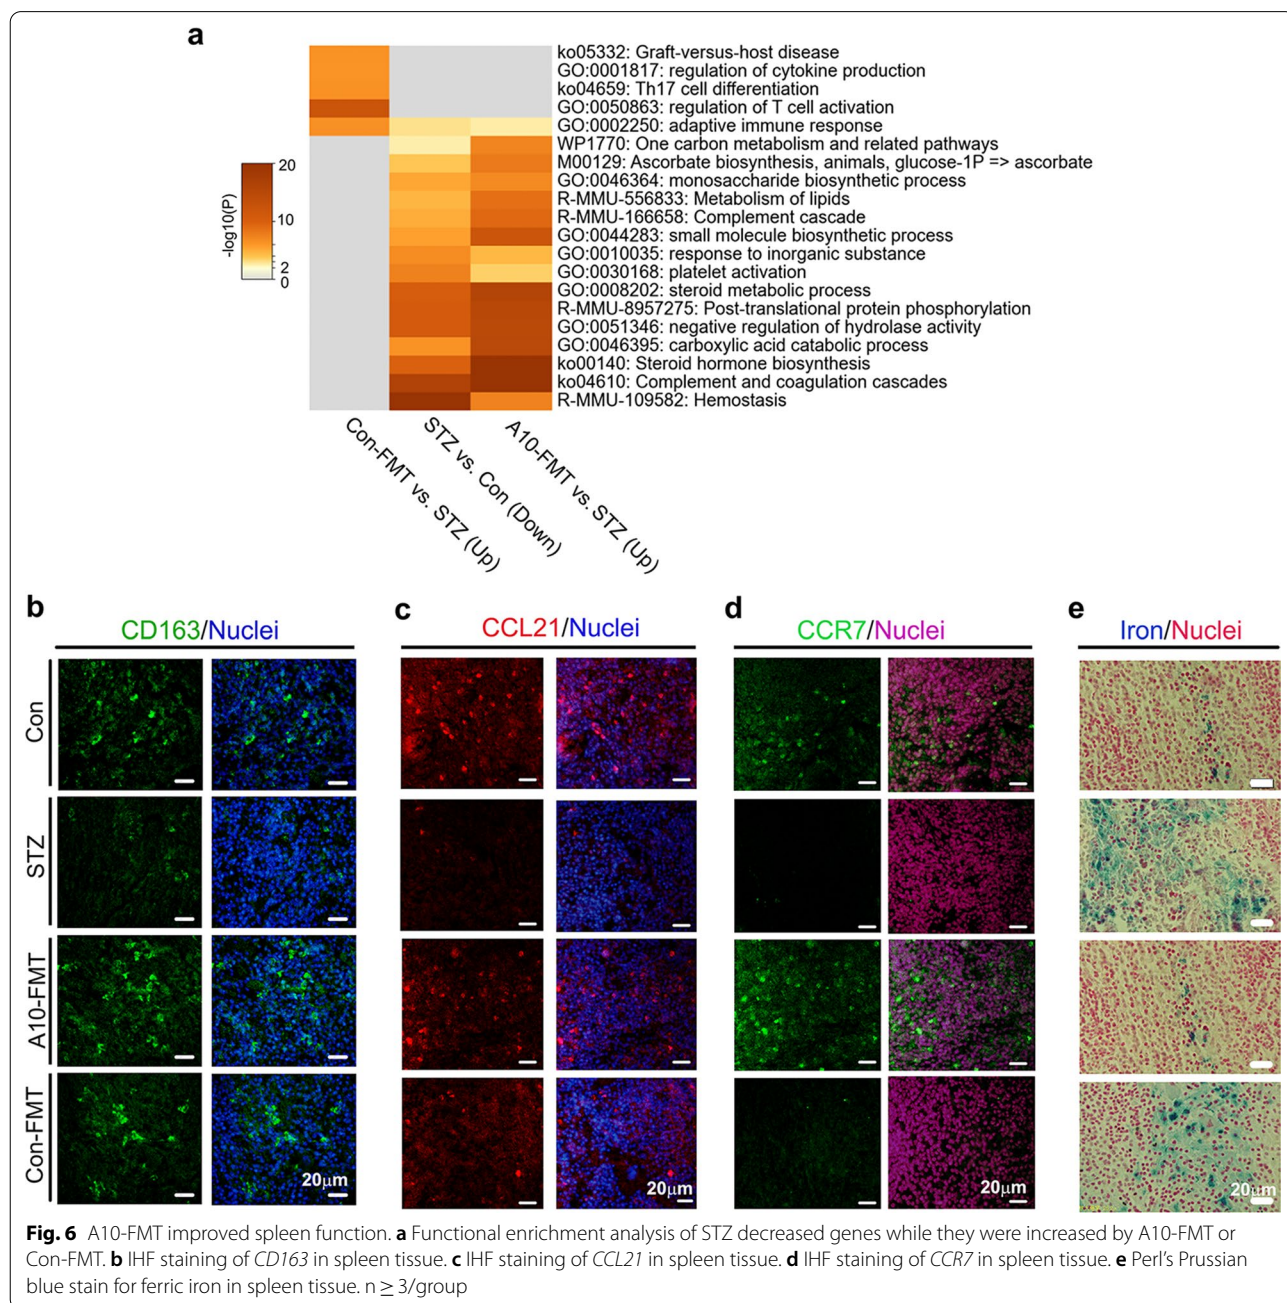 a
ko05332: Graft-versus-host disease
GO:0001817: regulation of cytokine production
ko04659: Th17 cell differentiation
GO:0050863: regulation of T cell activation
GO:0002250: adaptive immune response
WP1770: One carbon metabolism and related pathways
M00129: Ascorbate biosynthesis, animals, glucose-1P => ascorbate
GO:0046364: monosaccharide biosynthetic process
R-MMU-556833: Metabolism of lipids
R-MMU-166658: Complement cascade
GO:0044283: small molecule biosynthetic process
GO:0010035: response to inorganic substance
GO:0030168: platelet activation
GO:0008202: steroid metabolic process
R-MMU-8957275: Post-translational protein phosphorylation
GO:0051346: negative regulation of hydrolase activity
GO:0046395: carboxylic acid catabolic process
ko00140: Steroid hormone biosynthesis
ko04610: Complement and coagulation cascades
R-MMU-109582: Hemostasis
-log10(P)
20
10
2
0
Con-FMT vs. STZ (Up)
STZ vs. Con (Down)
A10-FMT vs. STZ (Up)
b
CD163/Nuclei
c
CCL21/Nuclei
d
CCR7/Nuclei
e
Iron/Nuclei
Con
STZ
A10-FMT
Con-FMT
20µm
20µm
20µm
20µm
Fig. 6 A10-FMT improved spleen function. a Functional enrichment analysis of STZ decreased genes while they were increased by A10-FMT or
Con-FMT. b IHF staining of CD163 in spleen tissue. c IHF staining of CCL21 in spleen tissue. d IHF staining of CCR7 in spleen tissue. e Perl's Prussian
blue stain for ferric iron in spleen tissue. n ≥ 3/group